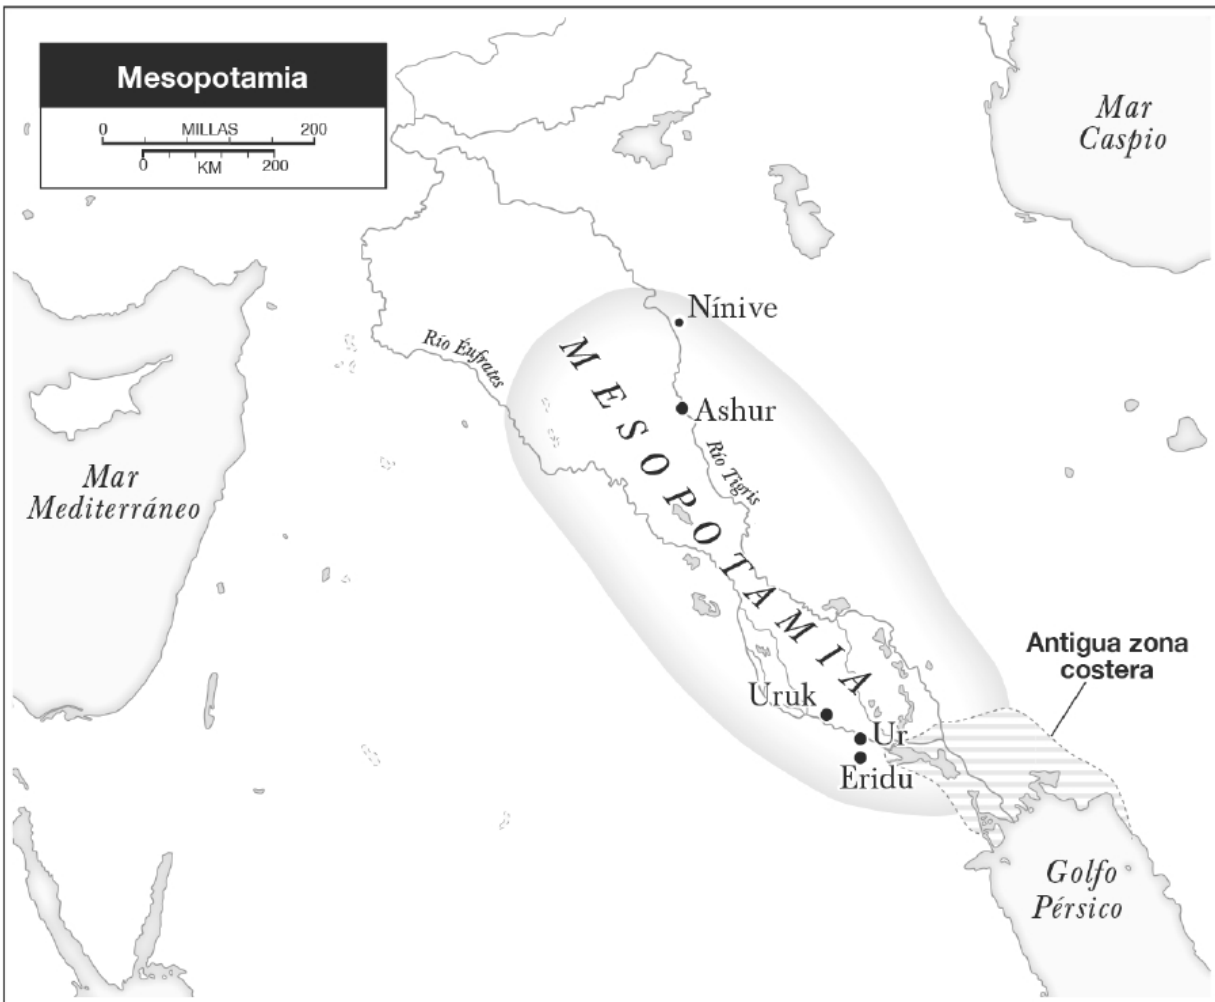 Mesopotamia
0 MILLAS 200
0 KM 200
Mar
Caspio
Nínive
Río Éufrates
MESOPOTAMIA
Ashur
Río Tigris
Mar
Mediterráneo
Antigua zona
costera
Uruk
Ur
Eridu
Golfo
Pérsico